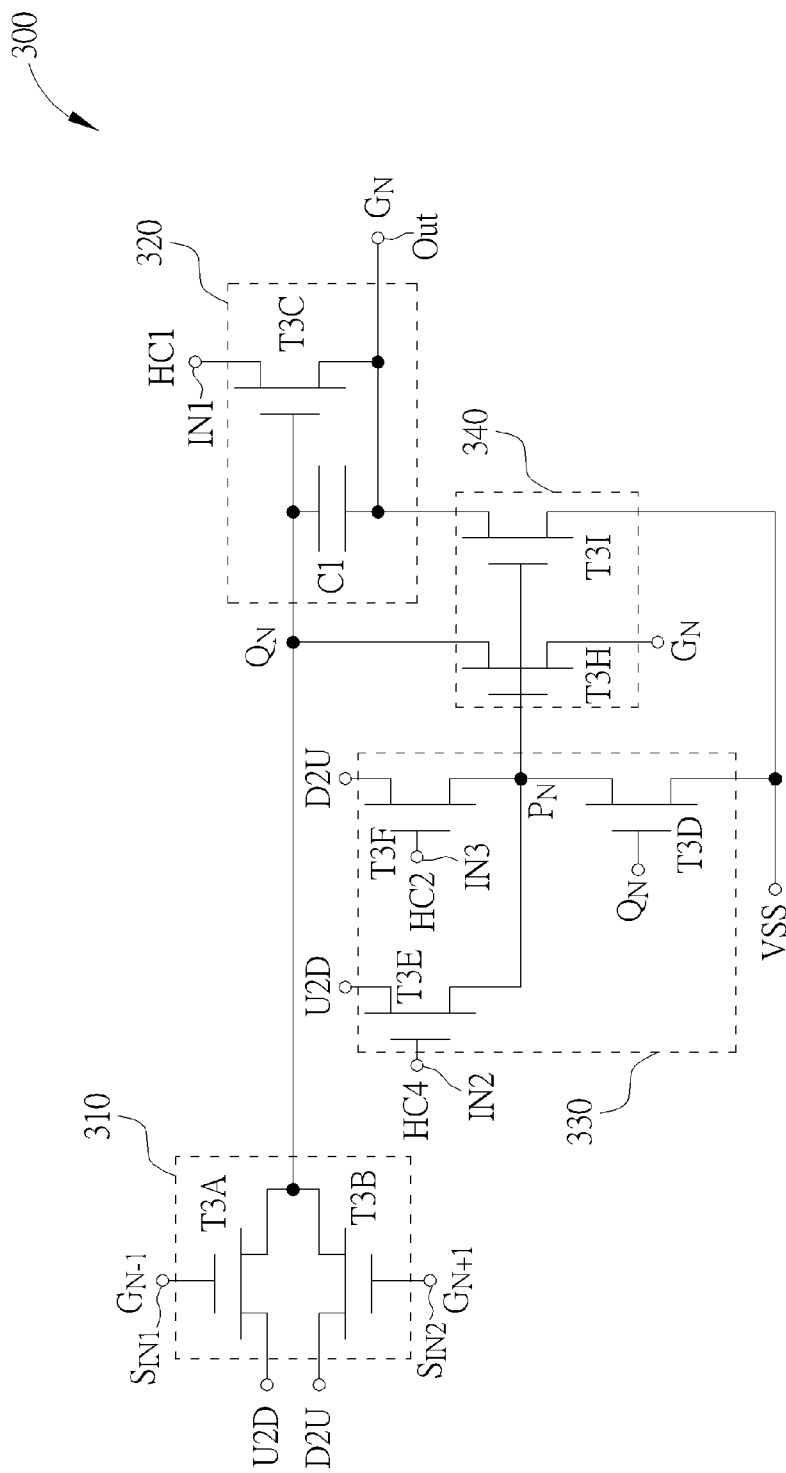 300
320
HC1
IN1
T3C
GN
Out
C1
QN
340
T3I
T3H
GN
D2U
T3F
HC2
IN3
PN
QN
T3D
VSS
U2D
T3E
HC4
IN2
330
310
GN-1
SIN1
T3A
T3B
GN+1
SIN2
U2D
D2U